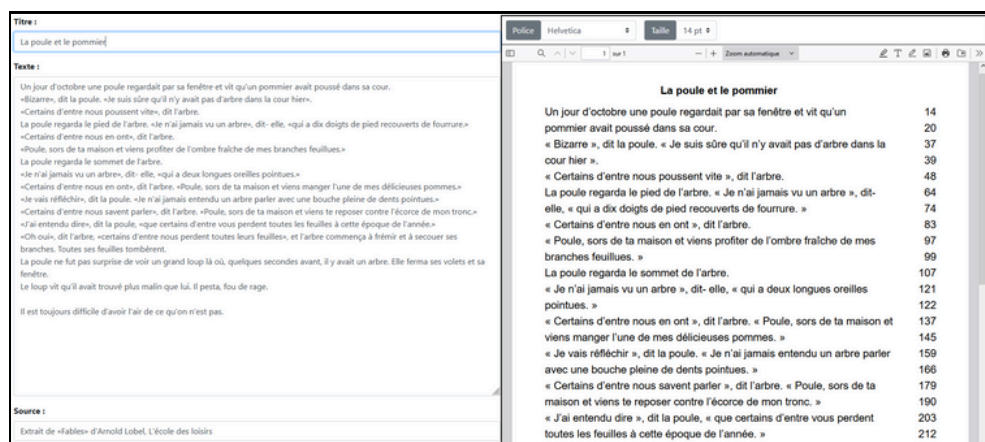 Titre :
La poule et le pommier
Texte :
Un jour d'octobre une poule regardait par sa fenêtre et vit qu'un pommier avait poussé dans sa cour.
«Bizarre», dit la poule. «Je suis sûre qu'il n'y avait pas d'arbre dans la cour hier».
«Certains d'entre nous poussent vite», dit l'arbre.
La poule regarda le pied de l'arbre. «Je n'ai jamais vu un arbre», dit- elle, «qui a dix doigts de pied recouverts de fourrure.»
«Certains d'entre nous en ont», dit l'arbre.
«Poule, sors de ta maison et viens profiter de l'ombre fraîche de mes branches feuillues.»
La poule regarda le sommet de l'arbre.
«Je n'ai jamais vu un arbre», dit- elle, «qui a deux longues oreilles pointues.»
«Certains d'entre nous en ont», dit l'arbre. «Poule, sors de ta maison et viens manger l'une de mes délicieuses pommes.»
«Je vais réfléchir», dit la poule. «Je n'ai jamais entendu un arbre parler avec une bouche pleine de dents pointues.»
«Certains d'entre nous savent parler», dit l'arbre. «Poule, sors de ta maison et viens te reposer contre l'écorce de mon tronc.»
«J'ai entendu dire», dit la poule, «que certains d'entre vous perdent toutes les feuilles à cette époque de l'année.»
«Oh oui», dit l'arbre, «certains d'entre nous perdent toutes leurs feuilles», et l'arbre commença à frémir et à secouer ses
branches. Toutes ses feuilles tombèrent.
La poule ne fut pas surprise de voir un grand loup là où, quelques secondes avant, il y avait un arbre. Elle ferma ses volets et sa
fenêtre.
Le loup vit qu'il avait trouvé plus malin que lui. Il pesta, fou de rage.
Il est toujours difficile d'avoir l'air de ce qu'on n'est pas.
Source :
Extrait de «Fables» d'Arnold Lobel, L'école des loisirs
Police Helvetica Taille 14 pt
1 sur 1 Zoom automatique
La poule et le pommier
Un jour d'octobre une poule regardait par sa fenêtre et vit qu'un 14
pommier avait poussé dans sa cour. 20
« Bizarre », dit la poule. « Je suis sûre qu'il n'y avait pas d'arbre dans la 37
cour hier ». 39
« Certains d'entre nous poussent vite », dit l'arbre. 48
La poule regarda le pied de l'arbre. « Je n'ai jamais vu un arbre », dit- 64
elle, « qui a dix doigts de pied recouverts de fourrure. » 74
« Certains d'entre nous en ont », dit l'arbre. 83
« Poule, sors de ta maison et viens profiter de l'ombre fraîche de mes 97
branches feuillues. » 99
La poule regarda le sommet de l'arbre. 107
« Je n'ai jamais vu un arbre », dit- elle, « qui a deux longues oreilles 121
pointues. » 122
« Certains d'entre nous en ont », dit l'arbre. « Poule, sors de ta maison et 137
viens manger l'une de mes délicieuses pommes. » 145
« Je vais réfléchir », dit la poule. « Je n'ai jamais entendu un arbre parler 159
avec une bouche pleine de dents pointues. » 166
« Certains d'entre nous savent parler », dit l'arbre. « Poule, sors de ta 179
maison et viens te reposer contre l'écorce de mon tronc. » 190
« J'ai entendu dire », dit la poule, « que certains d'entre vous perdent 203
toutes les feuilles à cette époque de l'année. » 212